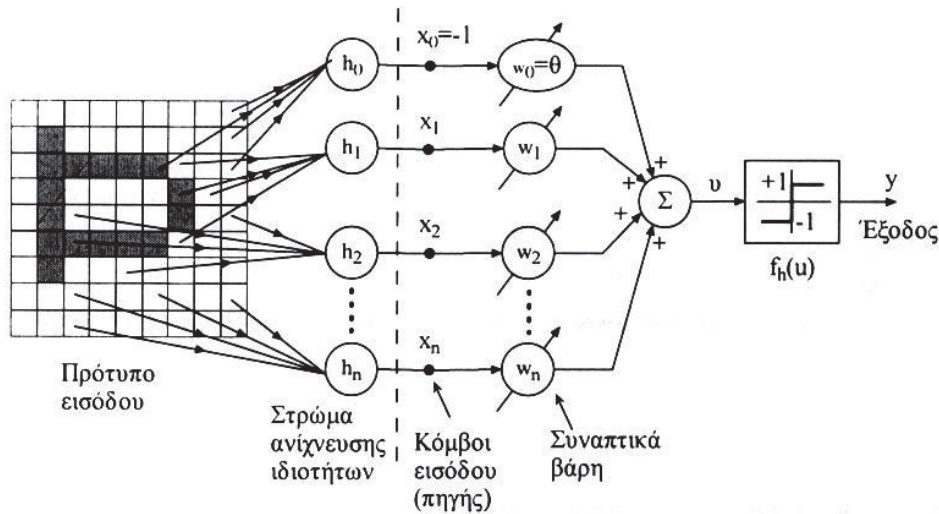 h₀
x₀=-1
w₀=θ
h₁
x₁
w₁
h₂
x₂
w₂
hₙ
xₙ
wₙ
+
+
+
+
Σ
υ
+1
-1
f_h(u)
y
Έξοδος
Πρότυπο
εισόδου
Στρώμα
ανίχνευσης
ιδιοτήτων
Κόμβοι
εισόδου
(πηγής)
Συναπτικά
βάρη